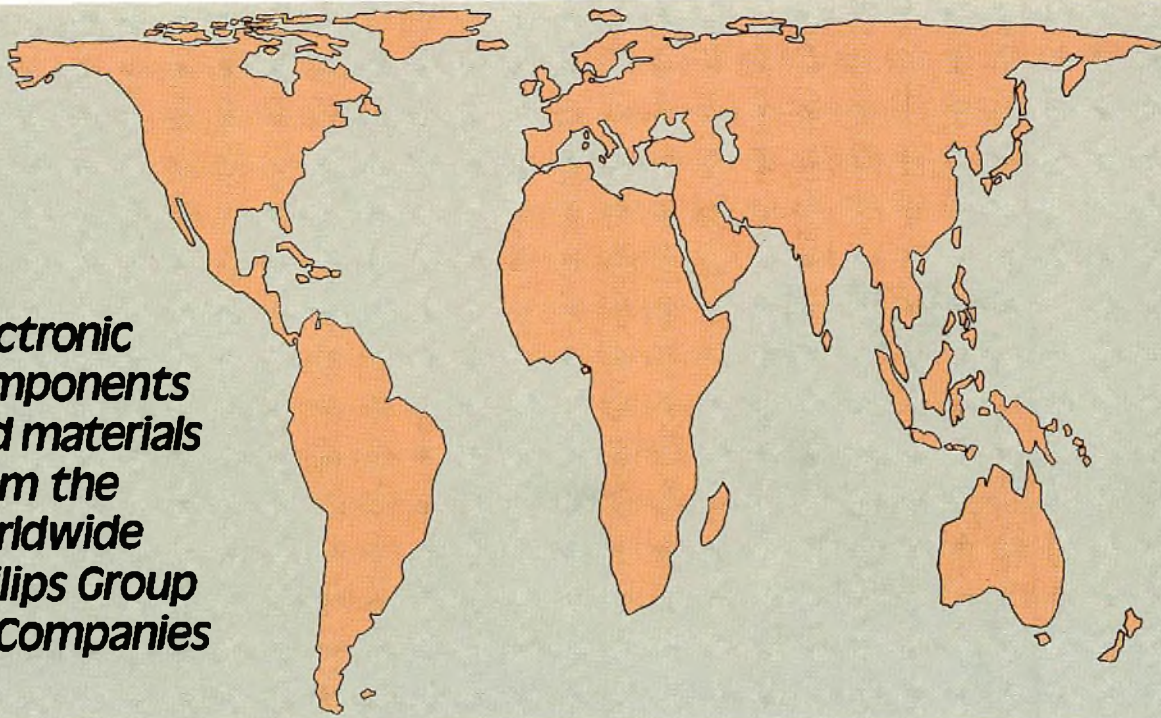 ctronic
mponents
d materials
m the
rldwide
lips Group
Companies